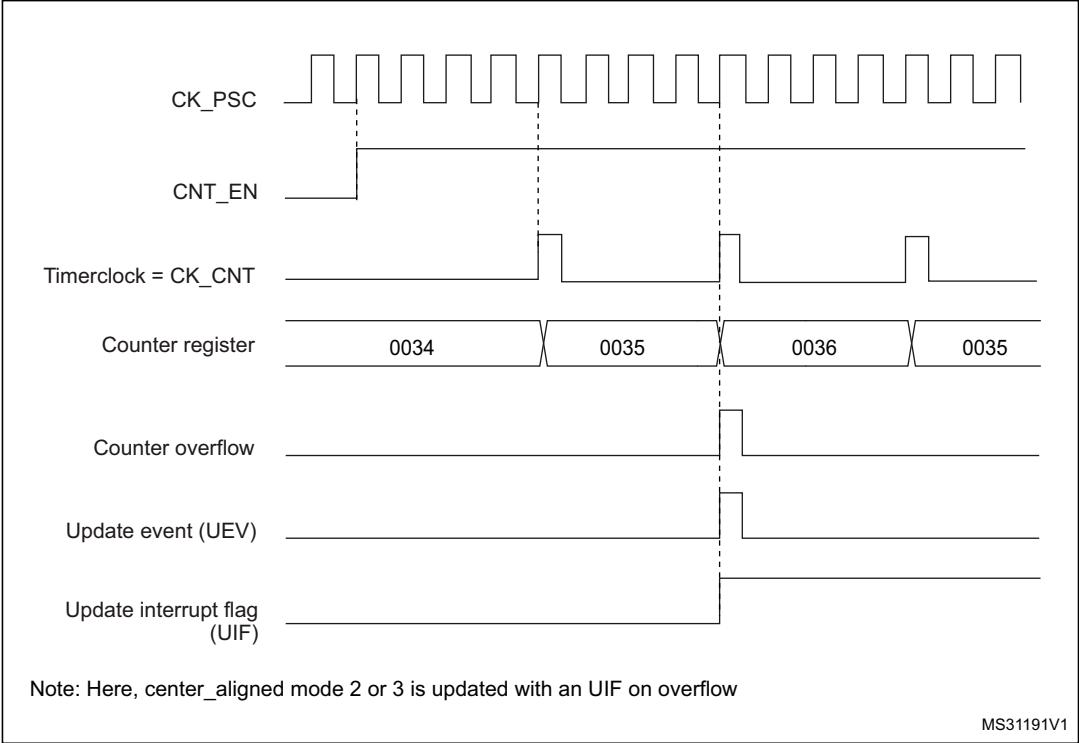 CK_PSC
CNT_EN
Timerclock = CK_CNT
Counter register
0034
0035
0036
0035
Counter overflow
Update event (UEV)
Update interrupt flag
(UIF)
Note: Here, center_aligned mode 2 or 3 is updated with an UIF on overflow
MS31191V1